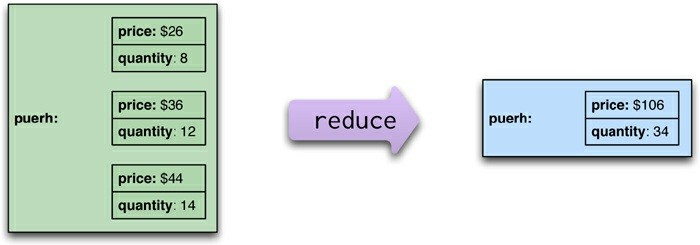 puerh:
price: $26
quantity: 8
price: $36
quantity: 12
price: $44
quantity: 14
reduce
puerh:
price: $106
quantity: 34